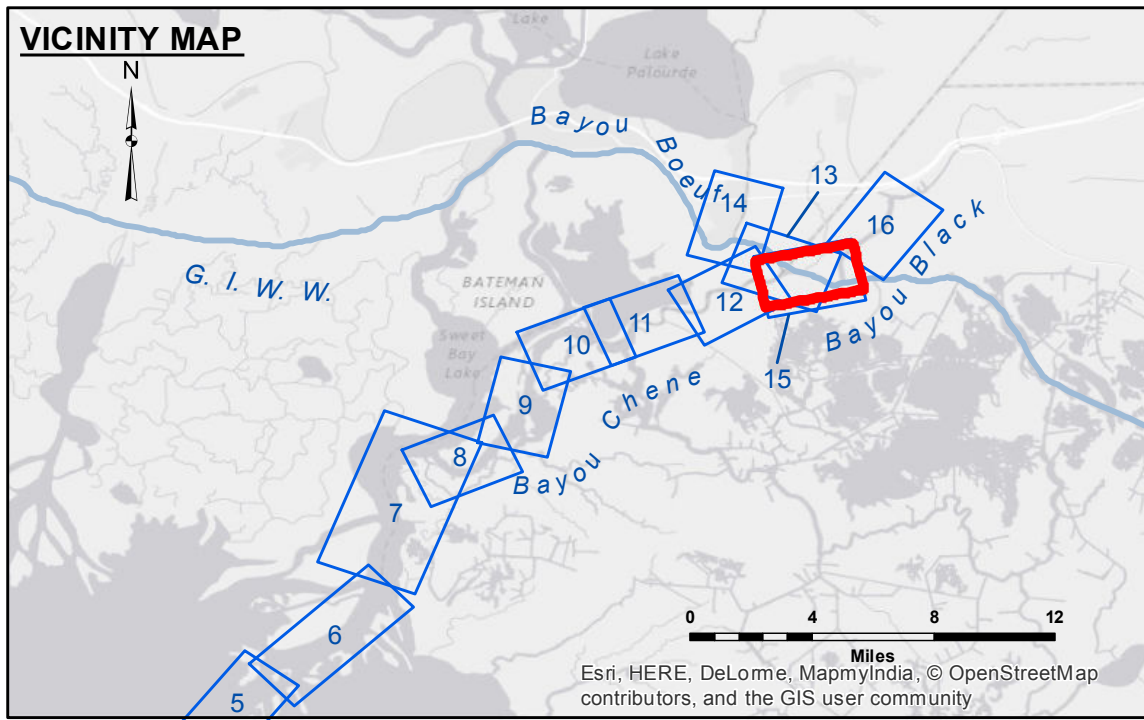 VICINITY MAP
N
Lake
Lake
Palourde
Bayou
Boeuf
13
14
16
Bayou Black
G. I. W. W.
BATEMAN
ISLAND
12
11
10
15
Sweet
Bay
Lake
9
Bayou Chene
8
7
6
5
0 4 8 12
Miles
Esri, HERE, DeLorme, MapmyIndia, © OpenStreetMap
contributors, and the GIS user community